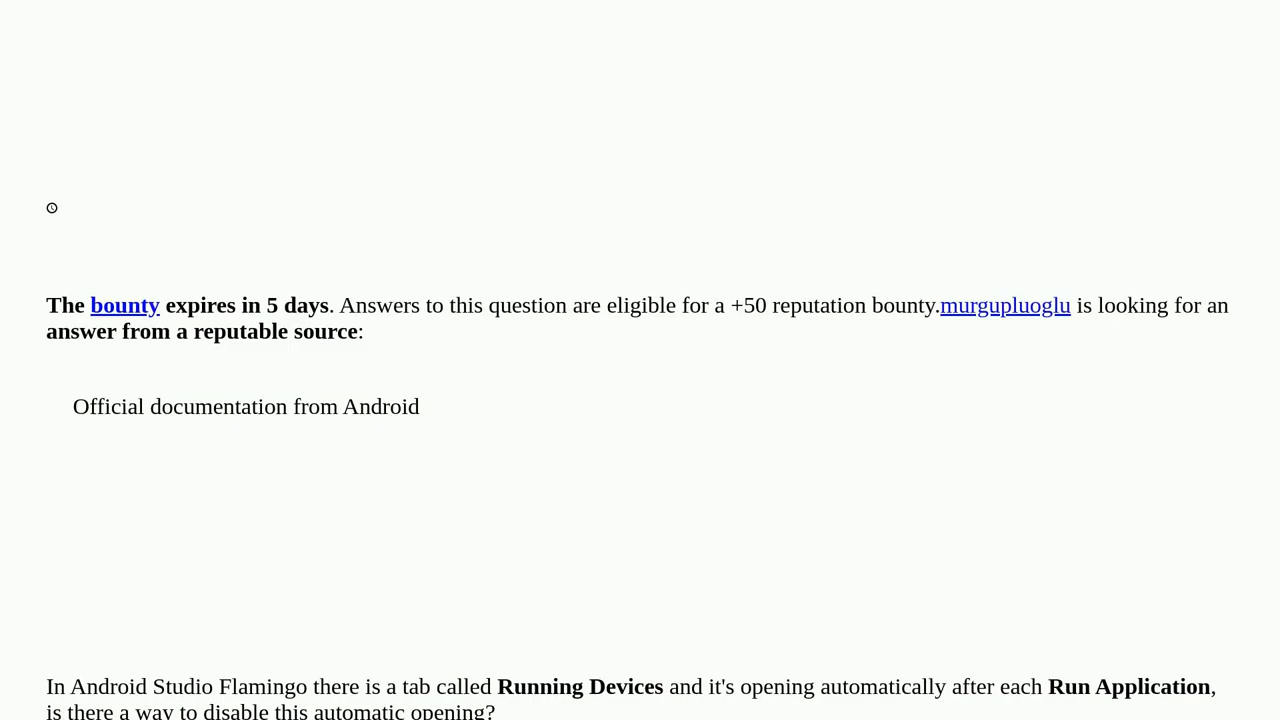 The bounty expires in 5 days. Answers to this question are eligible for a +50 reputation bounty.murgupluoglu is looking for an
answer from a reputable source:
Official documentation from Android
In Android Studio Flamingo there is a tab called Running Devices and it's opening automatically after each Run Application,
is there a way to disable this automatic opening?